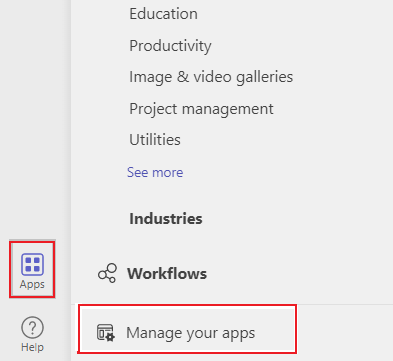 Education
Productivity
Image & video galleries
Project management
Utilities
See more
Industries
Workflows
Manage your apps
Apps
Help